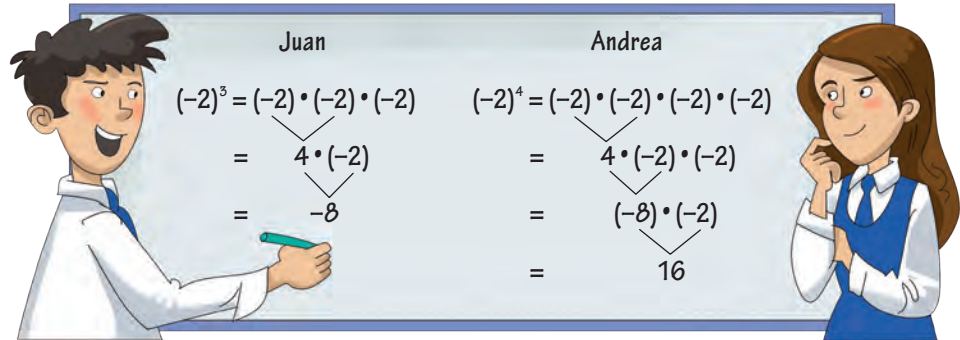 Juan
(–2)³ = (–2) • (–2) • (–2)
= 4 • (–2)
= –8
Andrea
(–2)⁴ = (–2) • (–2) • (–2) • (–2)
= 4 • (–2) • (–2)
= (–8) • (–2)
= 16